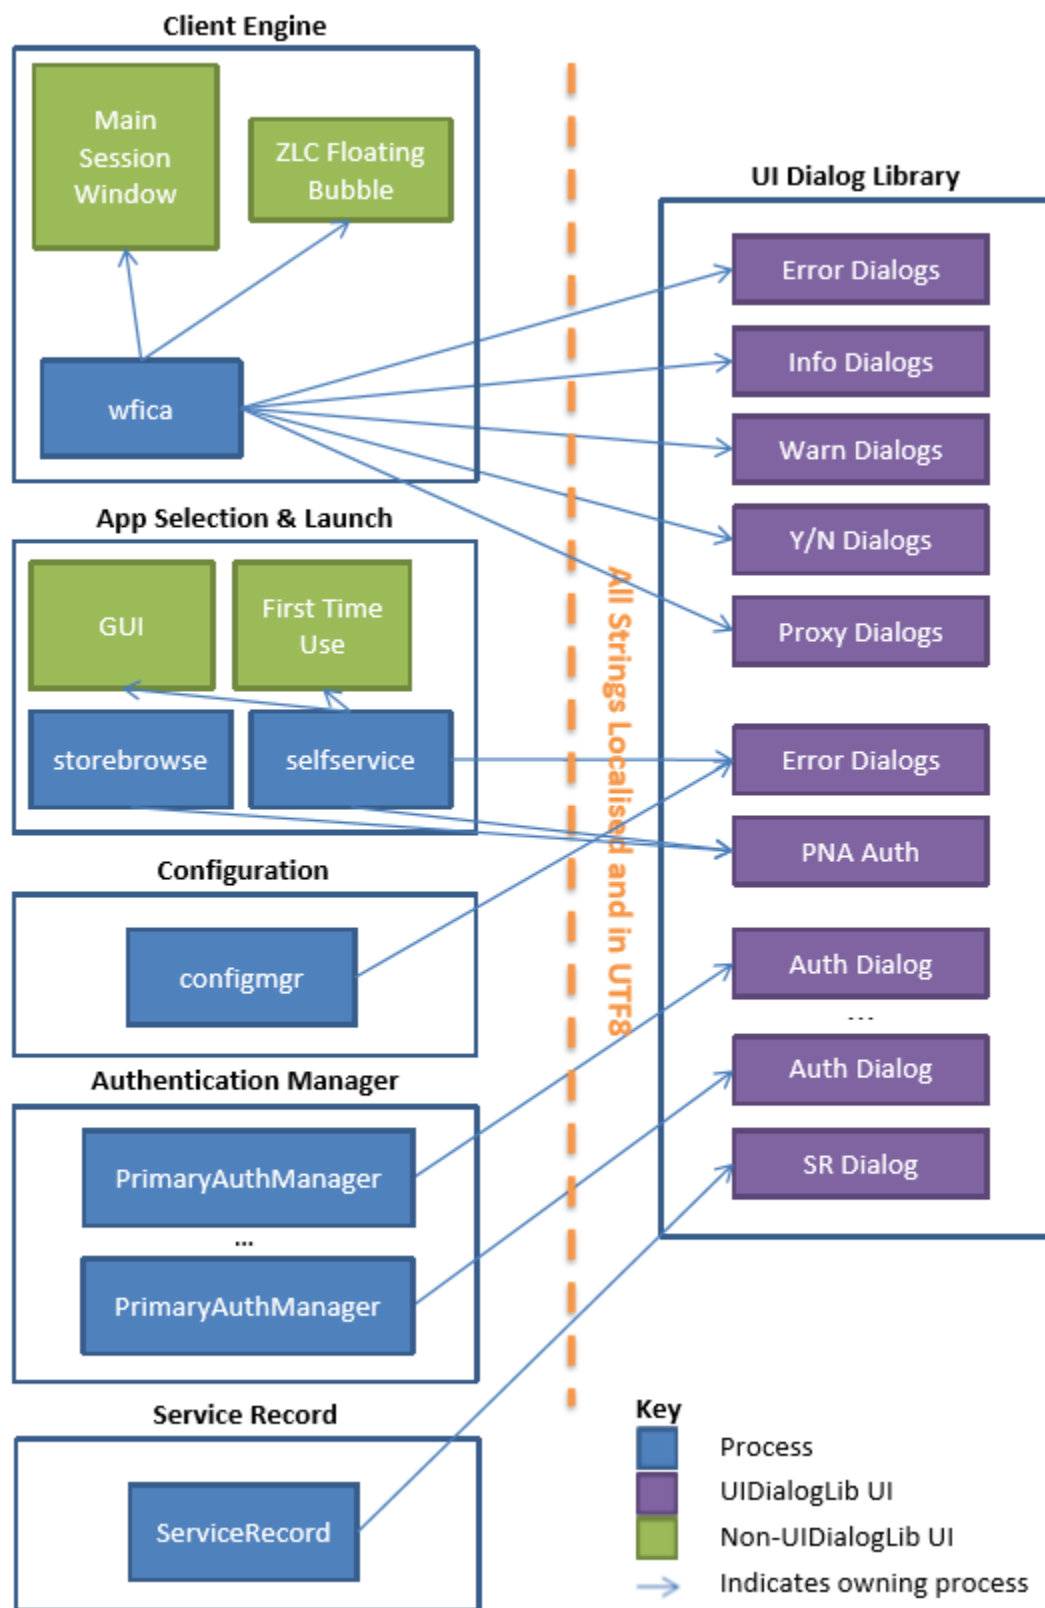 Client Engine
Main
Session
Window
ZLC Floating
Bubble
wfica
App Selection & Launch
GUI
First Time
Use
storebrowse
selfservice
Configuration
configmgr
Authentication Manager
PrimaryAuthManager
...
PrimaryAuthManager
Service Record
ServiceRecord
All Strings Localised and in UTF8
UI Dialog Library
Error Dialogs
Info Dialogs
Warn Dialogs
Y/N Dialogs
Proxy Dialogs
Error Dialogs
PNA Auth
Auth Dialog
...
Auth Dialog
SR Dialog
Key
Process
UIDialogLib UI
Non-UIDialogLib UI
Indicates owning process